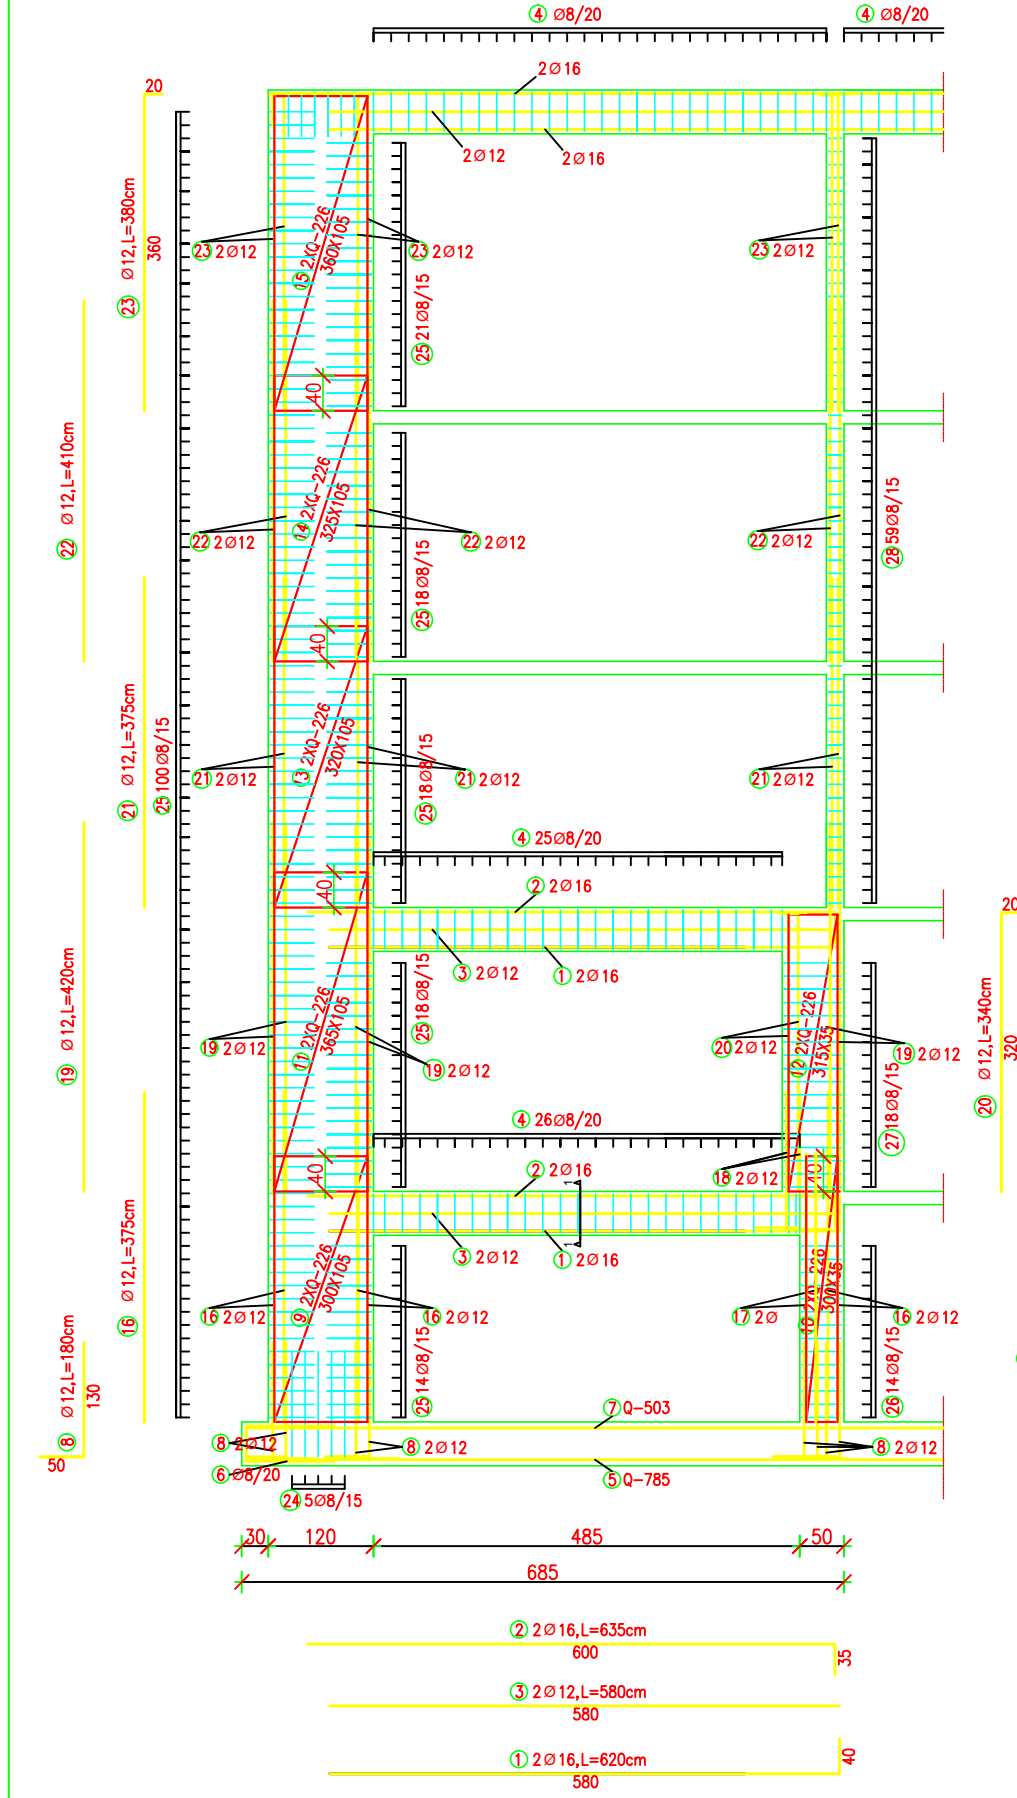 ④ Ø8/20
④ Ø8/20
2Ø16
20
2Ø12
2Ø16
㉓ Ø12,L=380cm
360
㉓ 2Ø12
⑮ 2XQ-226
360X105
㉓ 2Ø12
㉓ 2Ø12
㉕ 21Ø8/15
40
㉒ Ø12,L=410cm
㉒ 2Ø12
⑭ 2XQ-226
325X105
㉒ 2Ø12
㉒ 2Ø12
㉕ 18Ø8/15
㉘ 59Ø8/15
40
㉑ Ø12,L=375cm
㉕ 100Ø8/15
㉑ 2Ø12
⑬ 2XQ-226
320X105
㉑ 2Ø12
㉑ 2Ø12
㉕ 18Ø8/15
④ 25Ø8/20
40
② 2Ø16
20
③ 2Ø12
① 2Ø16
⑲ Ø12,L=420cm
⑲ 2Ø12
⑪ 2XQ-226
365X105
㉕ 18Ø8/15
⑲ 2Ø12
⑳ 2Ø12
⑫ 2XQ-226
315X35
⑲ 2Ø12
㉗ 18Ø8/15
⑳ Ø12,L=340cm
320
④ 26Ø8/20
40
② 2Ø16
1
⑱ 2Ø12
40
③ 2Ø12
1
① 2Ø16
⑯ Ø12,L=375cm
⑯ 2Ø12
⑨ 2XQ-226
300X105
⑯ 2Ø12
⑰ 2Ø
⑩ 2XQ-226
300X35
⑯ 2Ø12
㉕ 14Ø8/15
㉖ 14Ø8/15
⑧ Ø12,L=180cm
130
50
⑦ Q-503
⑧ 2Ø12
⑧ 2Ø12
⑧ 2Ø12
⑥ Ø8/20
⑤ Q-785
㉔ 5Ø8/15
30
120
485
50
685
② 2Ø16,L=635cm
600
35
③ 2Ø12,L=580cm
580
① 2Ø16,L=620cm
580
40